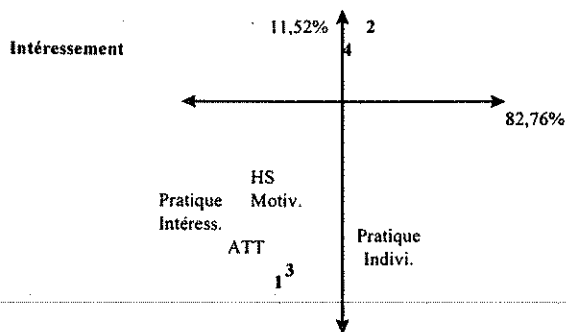 11,52% 2
Intéressement 4
82,76%
HS
Pratique Motiv.
Intéress.
Pratique
ATT Indivi.
1 3